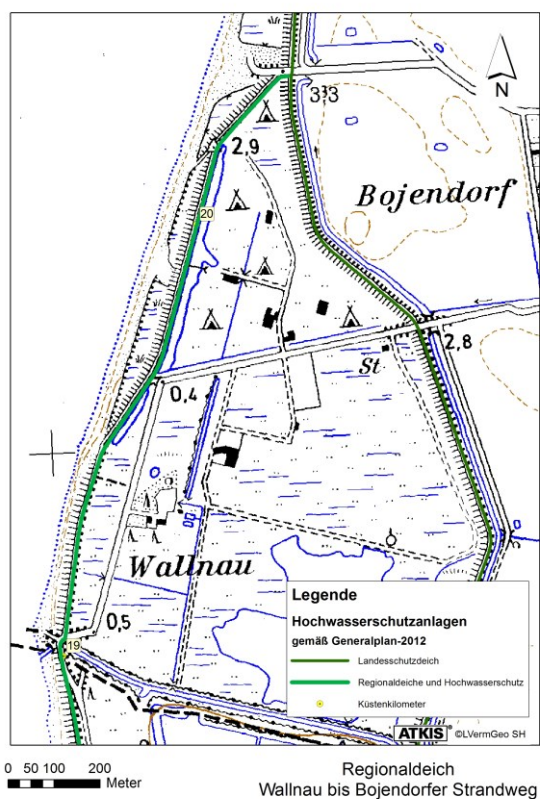 N
3,3
2,9
Bojendorf
20
2,8
St
0,4
Wallnau
0,5
19
Legende
Hochwasserschutzanlagen
gemäß Generalplan-2012
Landesschutzdeich
Regionaldeiche und Hochwasserschutz
Küstenkilometer
ATKIS® ©LVermGeo SH
0 50 100 200
Meter
Regionaldeich
Wallnau bis Bojendorfer Strandweg